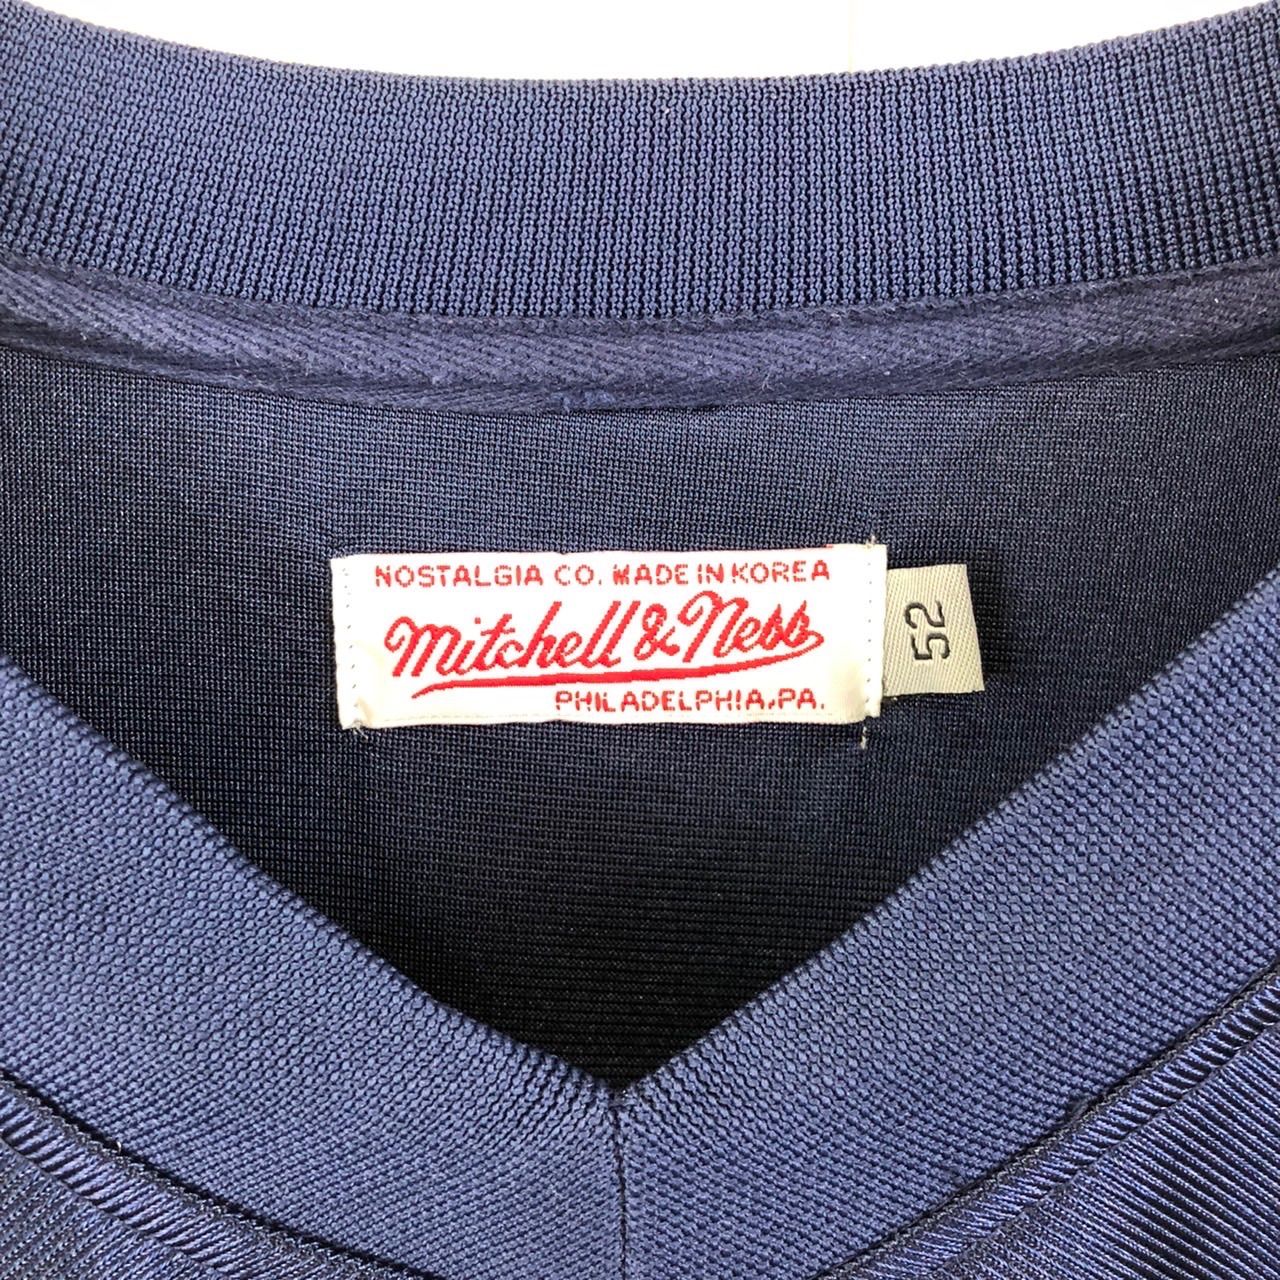 NOSTALGIA CO. MADE IN KOREA
Mitchell & Ness
PHILADELPHIA, PA.
52